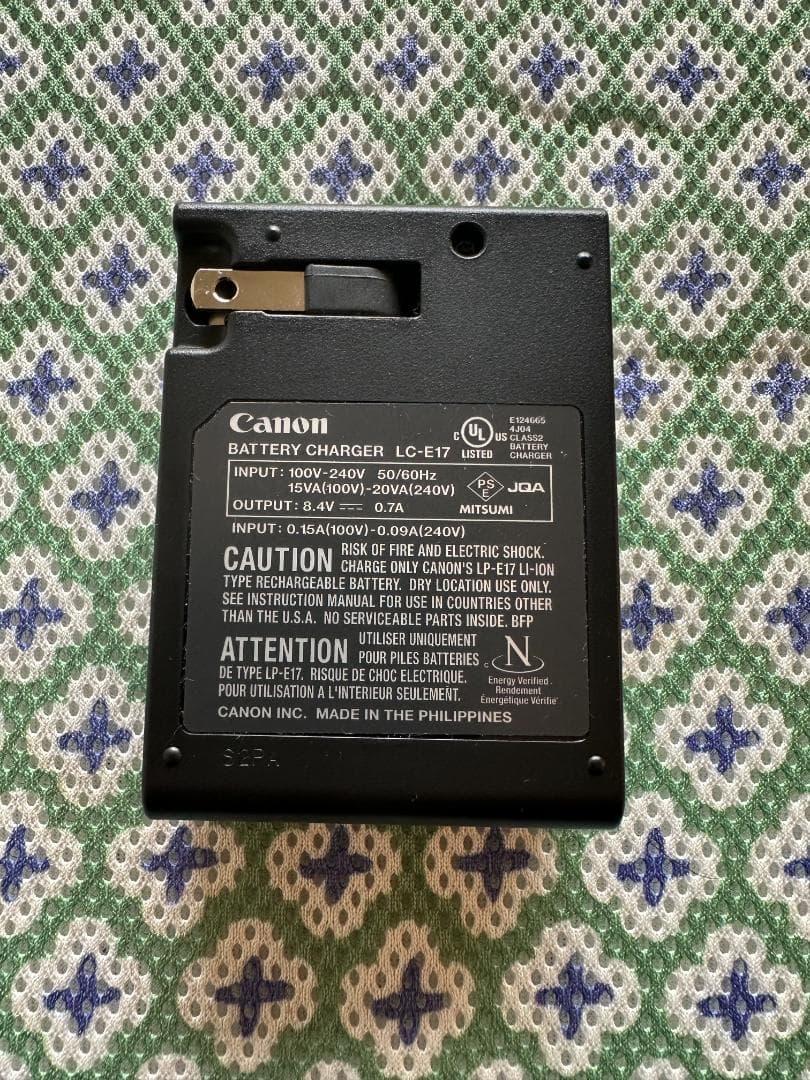 Canon
BATTERY CHARGER LC-E17
C UL US
LISTED
E124665
4J04
CLASS2
BATTERY
CHARGER
INPUT: 100V-240V 50/60Hz
15VA(100V)-20VA(240V)
OUTPUT: 8.4V ⎓ 0.7A
PS
E
JQA
MITSUMI
INPUT: 0.15A(100V)-0.09A(240V)
CAUTION RISK OF FIRE AND ELECTRIC SHOCK.
CHARGE ONLY CANON'S LP-E17 LI-ION
TYPE RECHARGEABLE BATTERY. DRY LOCATION USE ONLY.
SEE INSTRUCTION MANUAL FOR USE IN COUNTRIES OTHER
THAN THE U.S.A. NO SERVICEABLE PARTS INSIDE. BFP
ATTENTION UTILISER UNIQUEMENT
POUR PILES BATTERIES
DE TYPE LP-E17. RISQUE DE CHOC ELECTRIQUE.
POUR UTILISATION A L'INTERIEUR SEULEMENT.
C N
Energy Verified
Rendement
Énergétique Vérifié
CANON INC. MADE IN THE PHILIPPINES
S2PA